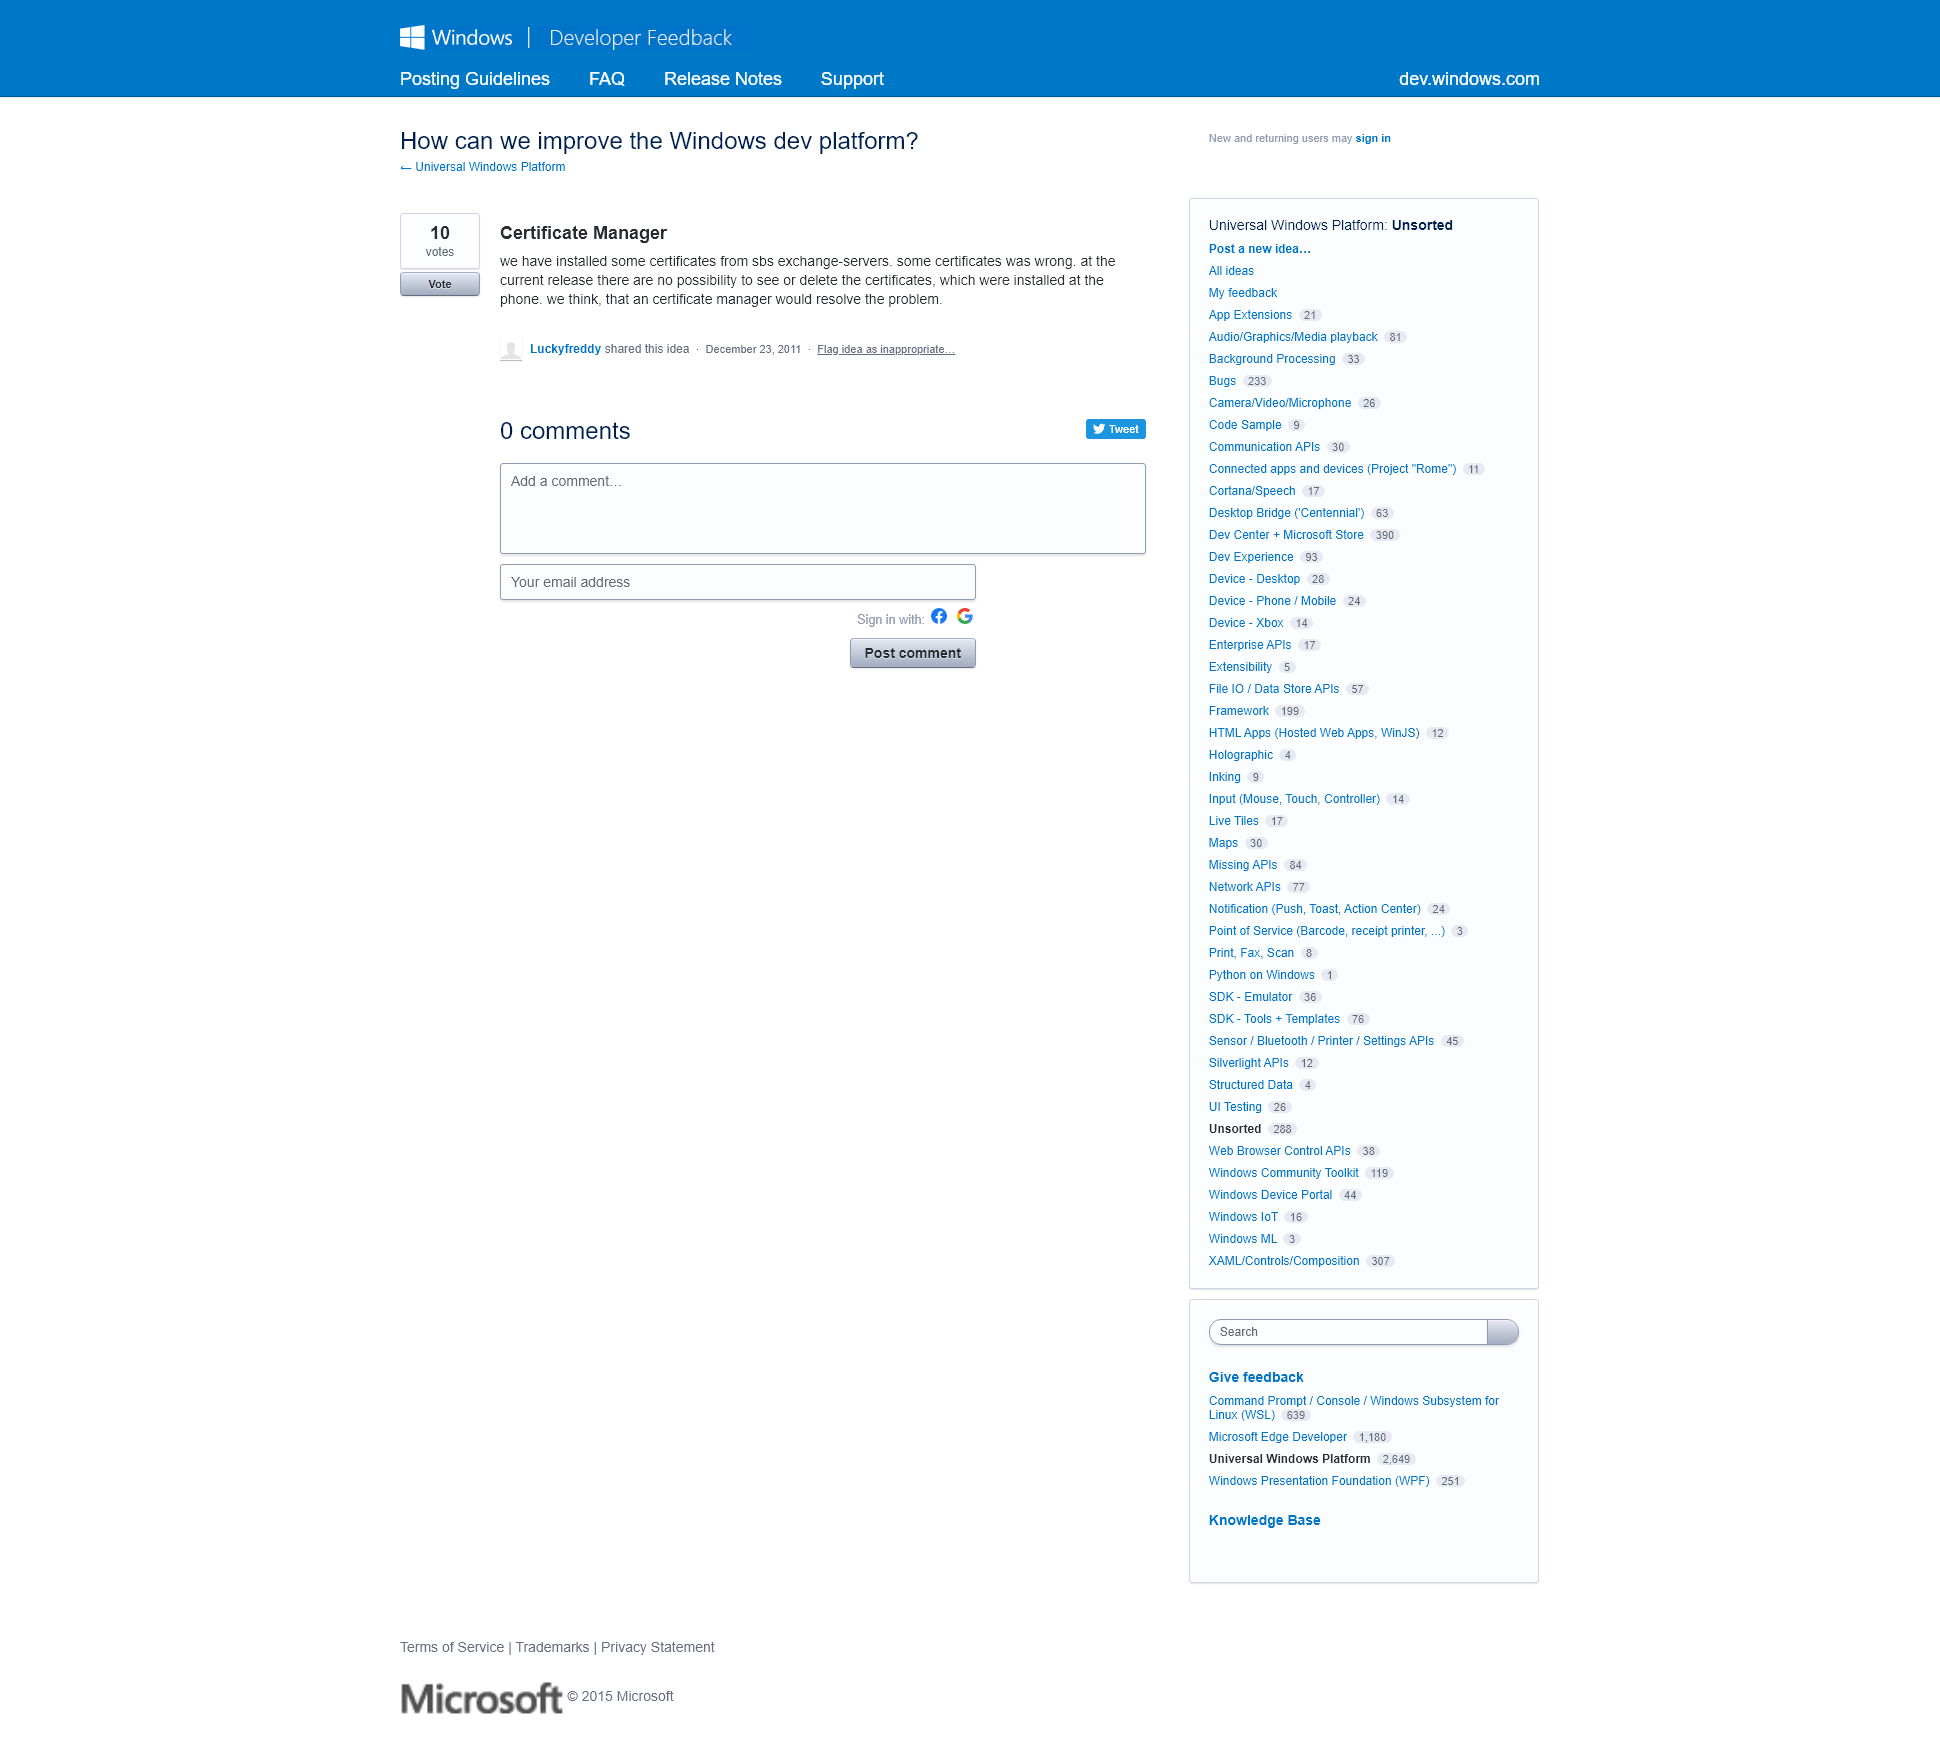 Windows | Developer Feedback
Posting Guidelines FAQ Release Notes Support dev.windows.com
How can we improve the Windows dev platform?
← Universal Windows Platform
New and returning users may sign in
10
votes
Vote
Certificate Manager
we have installed some certificates from sbs exchange-servers. some certificates was wrong. at the
current release there are no possibility to see or delete the certificates, which were installed at the
phone. we think, that an certificate manager would resolve the problem.
Luckyfreddy shared this idea · December 23, 2011 · Flag idea as inappropriate…
0 comments
Tweet
Add a comment…
Your email address
Sign in with:
Post comment
Universal Windows Platform: Unsorted
Post a new idea…
All ideas
My feedback
App Extensions 21
Audio/Graphics/Media playback 81
Background Processing 33
Bugs 233
Camera/Video/Microphone 26
Code Sample 9
Communication APIs 30
Connected apps and devices (Project "Rome") 11
Cortana/Speech 17
Desktop Bridge ('Centennial') 63
Dev Center + Microsoft Store 390
Dev Experience 93
Device - Desktop 28
Device - Phone / Mobile 24
Device - Xbox 14
Enterprise APIs 17
Extensibility 5
File IO / Data Store APIs 57
Framework 199
HTML Apps (Hosted Web Apps, WinJS) 12
Holographic 4
Inking 9
Input (Mouse, Touch, Controller) 14
Live Tiles 17
Maps 30
Missing APIs 84
Network APIs 77
Notification (Push, Toast, Action Center) 24
Point of Service (Barcode, receipt printer, ...) 3
Print, Fax, Scan 8
Python on Windows 1
SDK - Emulator 36
SDK - Tools + Templates 76
Sensor / Bluetooth / Printer / Settings APIs 45
Silverlight APIs 12
Structured Data 4
UI Testing 26
Unsorted 288
Web Browser Control APIs 38
Windows Community Toolkit 119
Windows Device Portal 44
Windows IoT 16
Windows ML 3
XAML/Controls/Composition 307
Search
Give feedback
Command Prompt / Console / Windows Subsystem for
Linux (WSL) 639
Microsoft Edge Developer 1,180
Universal Windows Platform 2,649
Windows Presentation Foundation (WPF) 251
Knowledge Base
Terms of Service | Trademarks | Privacy Statement
Microsoft © 2015 Microsoft